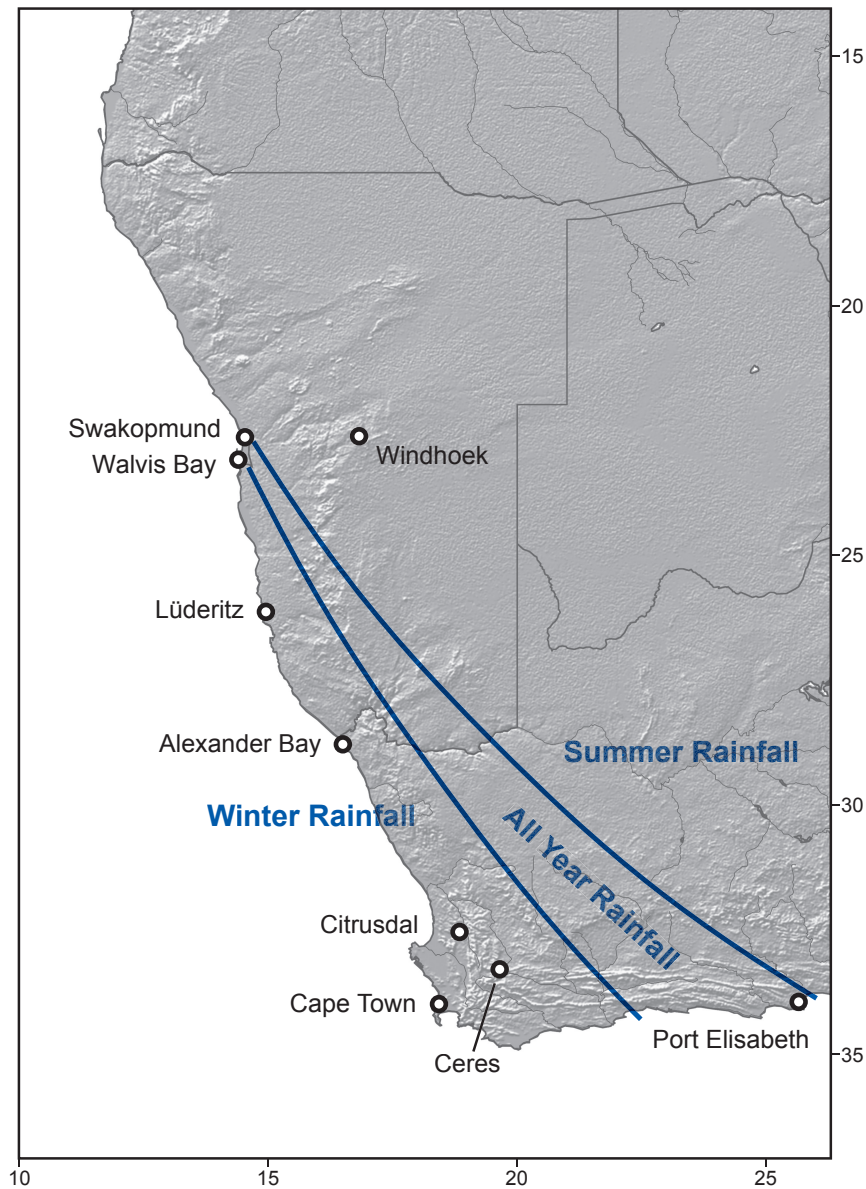 15
20
Swakopmund
Walvis Bay
Windhoek
25
Lüderitz
Alexander Bay
Summer Rainfall
30
Winter Rainfall
All Year Rainfall
Citrusdal
Cape Town
Port Elisabeth
Ceres
35
10
15
20
25